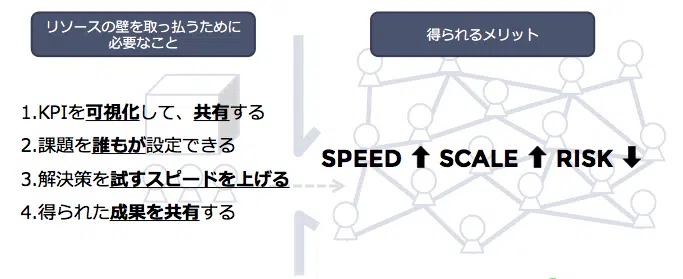 リソースの壁を取っ払うために
必要なこと
得られるメリット
1.KPIを可視化して、共有する
2.課題を誰もが設定できる
3.解決策を試すスピードを上げる
4.得られた成果を共有する
SPEED ⬆ SCALE ⬆ RISK ⬇